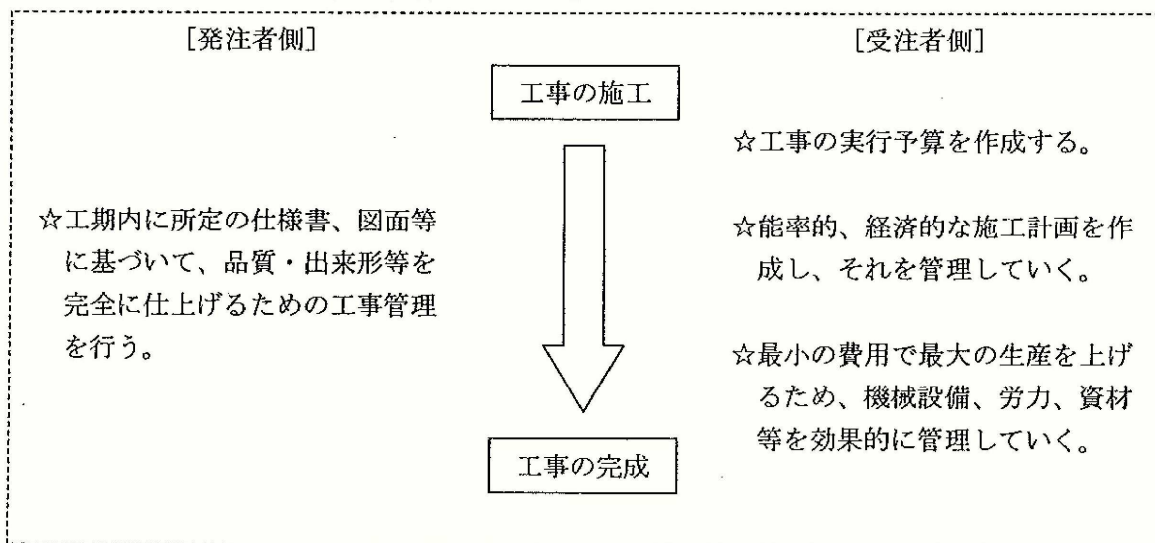 [発注者側]
[受注者側]
工事の施工
☆工期内に所定の仕様書、図面等
に基づいて、品質・出来形等を
完全に仕上げるための工事管理
を行う。
☆工事の実行予算を作成する。
☆能率的、経済的な施工計画を作
成し、それを管理していく。
☆最小の費用で最大の生産を上げ
るため、機械設備、労力、資材
等を効果的に管理していく。
工事の完成